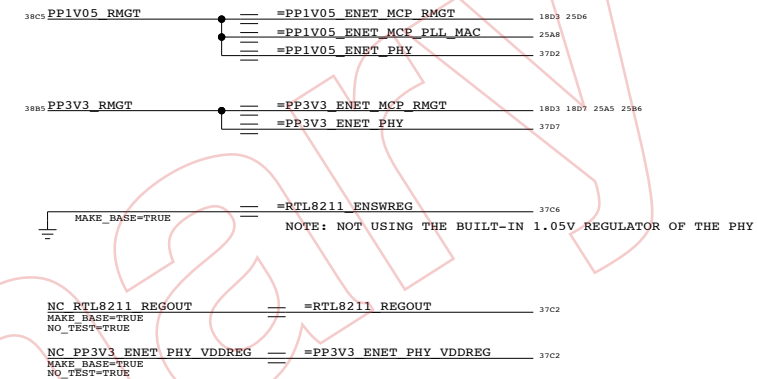 38C5 PP1V05_RMGT =PP1V05_ENET_MCP_RMGT 18D3 25D6
=PP1V05_ENET_MCP_PLL_MAC 25A8
=PP1V05_ENET_PHY 37D2
38B5 PP3V3_RMGT =PP3V3_ENET_MCP_RMGT 18D3 18D7 25A5 25B6
=PP3V3_ENET_PHY 37D7
=RTL8211_ENSWREG 37C6
MAKE_BASE=TRUE
NOTE: NOT USING THE BUILT-IN 1.05V REGULATOR OF THE PHY
NC_RTL8211_REGOUT =RTL8211_REGOUT 37C2
MAKE_BASE=TRUE
NO_TEST=TRUE
NC_PP3V3_ENET_PHY_VDDREG =PP3V3_ENET_PHY_VDDREG 37C2
MAKE_BASE=TRUE
NO_TEST=TRUE